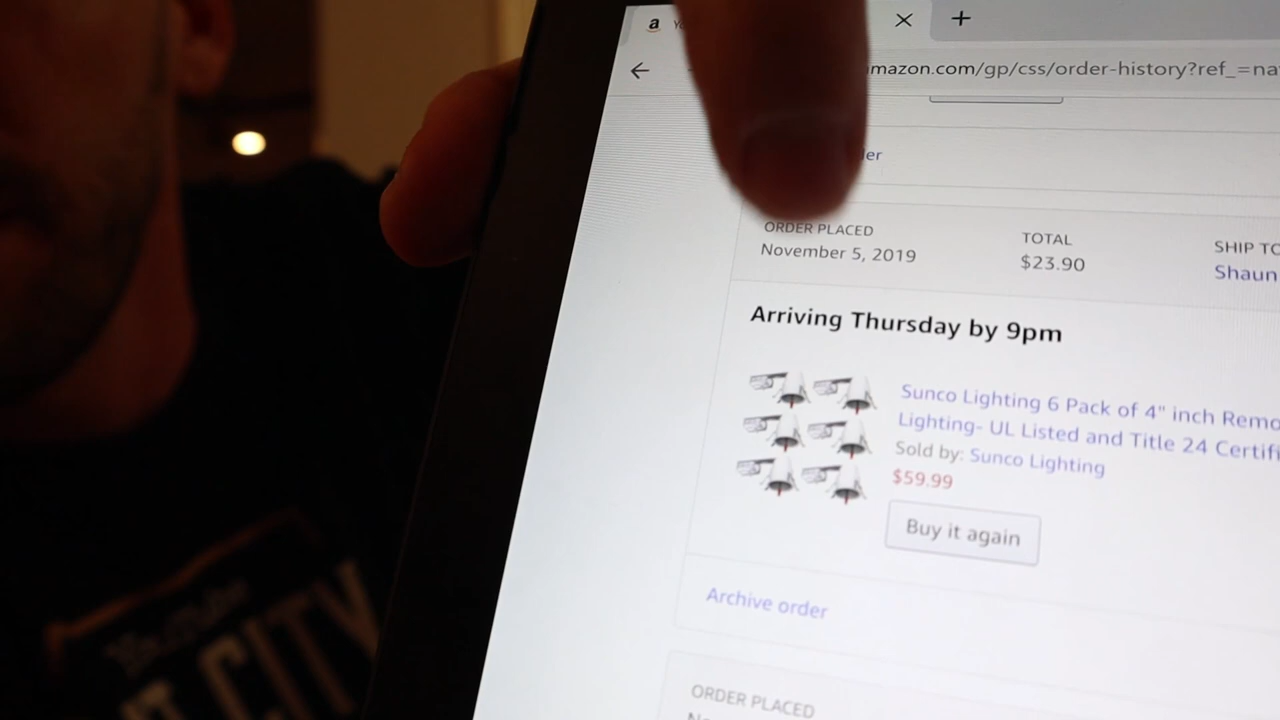 a
amazon.com/gp/css/order-history?ref_=na
ORDER PLACED
November 5, 2019
TOTAL
$23.90
SHIP TO
Shaun
Arriving Thursday by 9pm
Sunco Lighting 6 Pack of 4" inch Remo
Lighting- UL Listed and Title 24 Certifi
Sold by: Sunco Lighting
$59.99
Buy it again
Archive order
ORDER PLACED
CITY